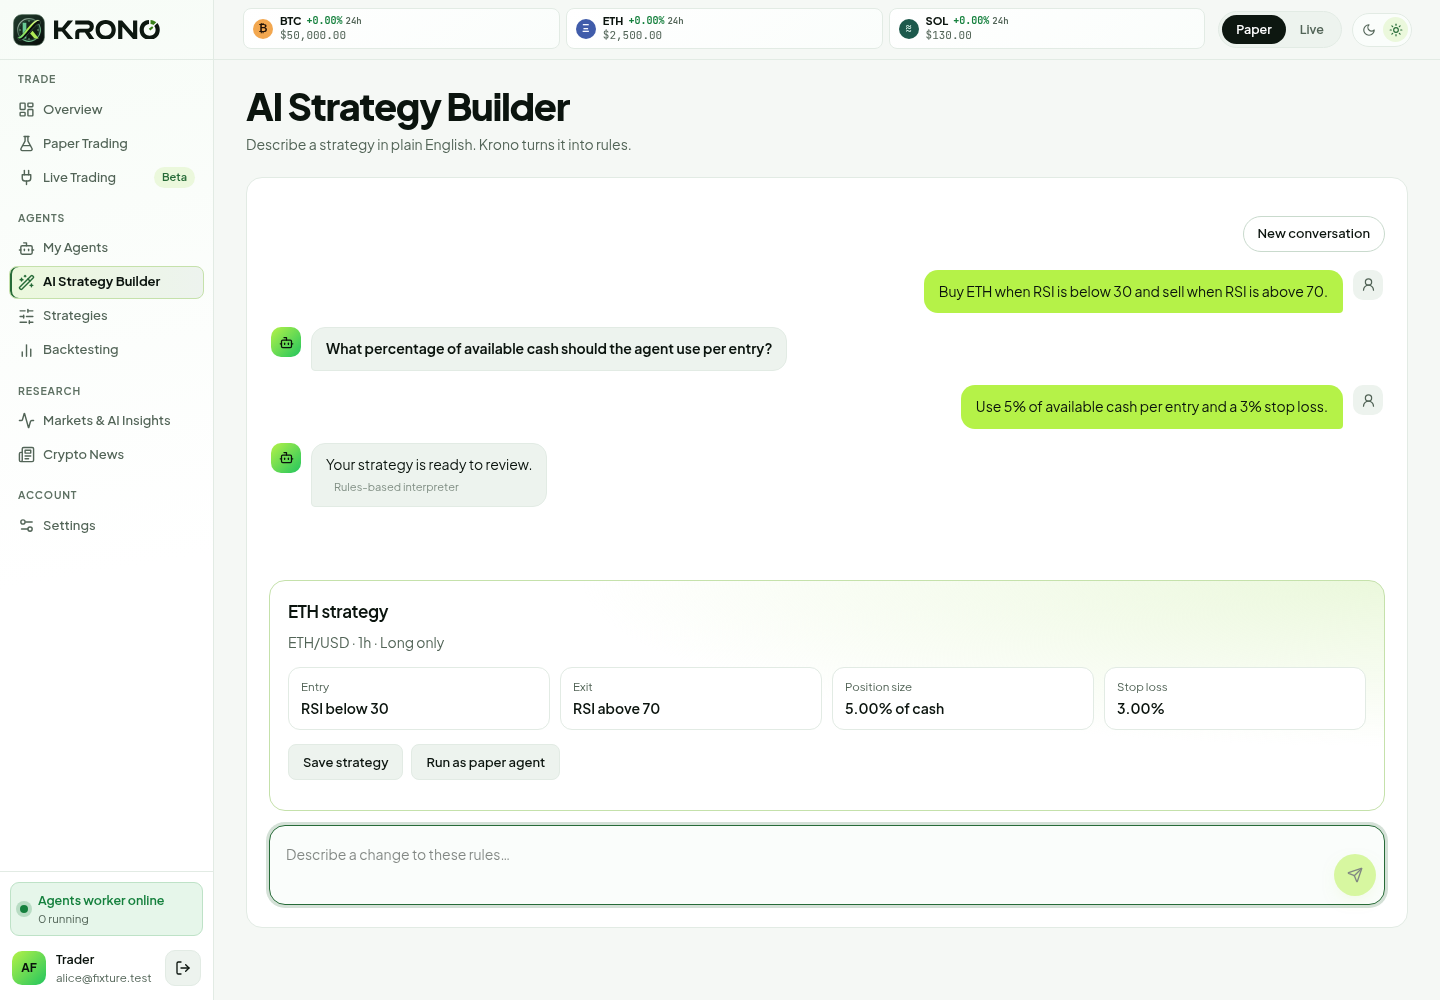 KRONO
BTC +0.00% 24h
$50,000.00
ETH +0.00% 24h
$2,500.00
SOL +0.00% 24h
$130.00
Paper
Live
TRADE
Overview
Paper Trading
Live Trading
Beta
AGENTS
My Agents
AI Strategy Builder
Strategies
Backtesting
RESEARCH
Markets & AI Insights
Crypto News
ACCOUNT
Settings
Agents worker online
0 running
AF
Trader
alice@fixture.test
AI Strategy Builder
Describe a strategy in plain English. Krono turns it into rules.
New conversation
Buy ETH when RSI is below 30 and sell when RSI is above 70.
What percentage of available cash should the agent use per entry?
Use 5% of available cash per entry and a 3% stop loss.
Your strategy is ready to review.
Rules-based interpreter
ETH strategy
ETH/USD · 1h · Long only
Entry
RSI below 30
Exit
RSI above 70
Position size
5.00% of cash
Stop loss
3.00%
Save strategy
Run as paper agent
Describe a change to these rules…